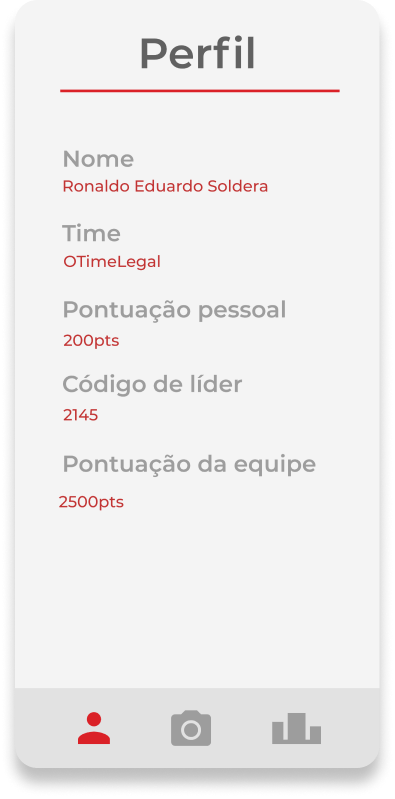 Perfil
Nome
Ronaldo Eduardo Soldera
Time
OTimeLegal
Pontuação pessoal
200pts
Código de líder
2145
Pontuação da equipe
2500pts